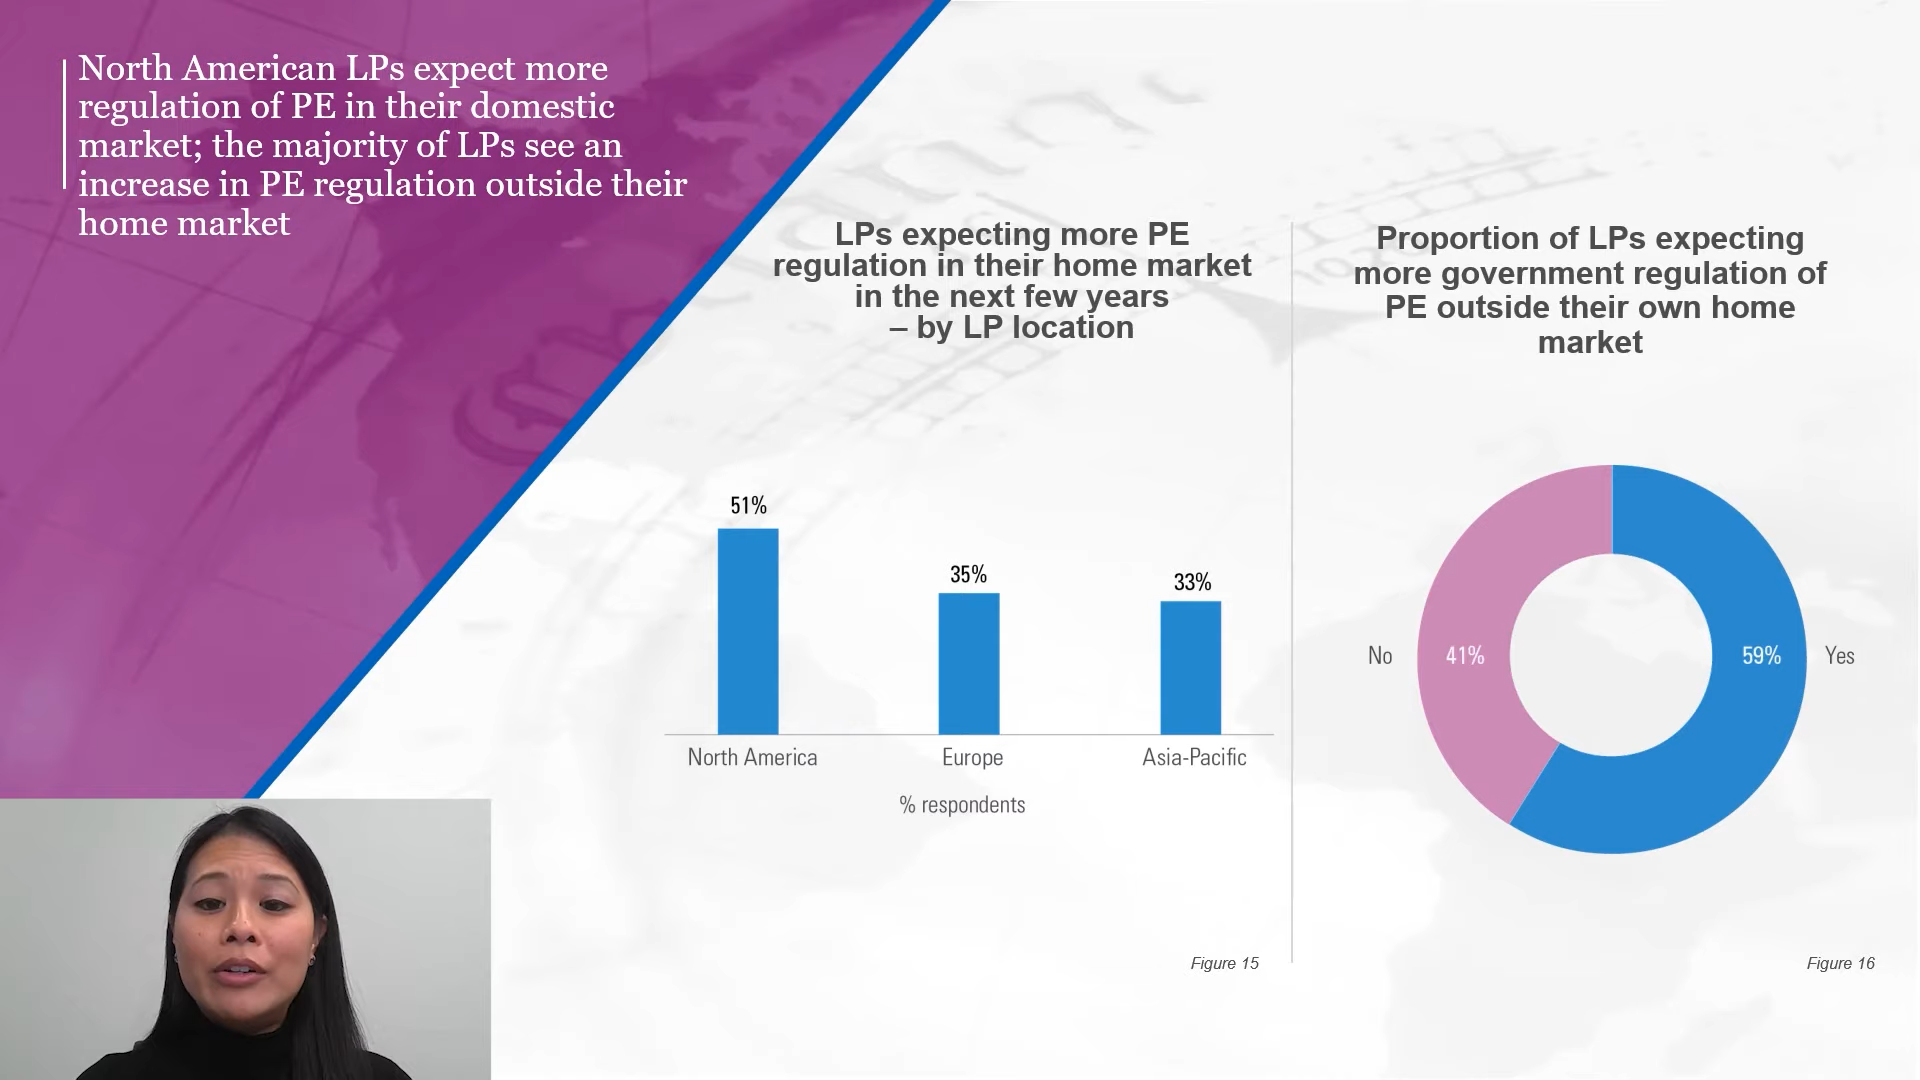 North American LPs expect more
regulation of PE in their domestic
market; the majority of LPs see an
increase in PE regulation outside their
home market
LPs expecting more PE
regulation in their home market
in the next few years
– by LP location
51%
35%
33%
North America
Europe
Asia-Pacific
% respondents
Figure 15
Proportion of LPs expecting
more government regulation of
PE outside their own home
market
No
41%
59%
Yes
Figure 16